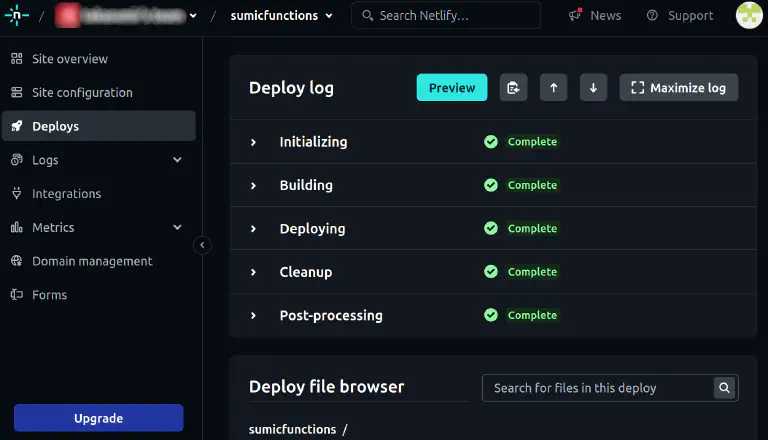 n / / sumicfunctions Search Netlify... News Support
Site overview
Site configuration
Deploys
Logs
Integrations
Metrics
Domain management
Forms
Upgrade
Deploy log Preview Maximize log
Initializing Complete
Building Complete
Deploying Complete
Cleanup Complete
Post-processing Complete
Deploy file browser Search for files in this deploy
sumicfunctions /